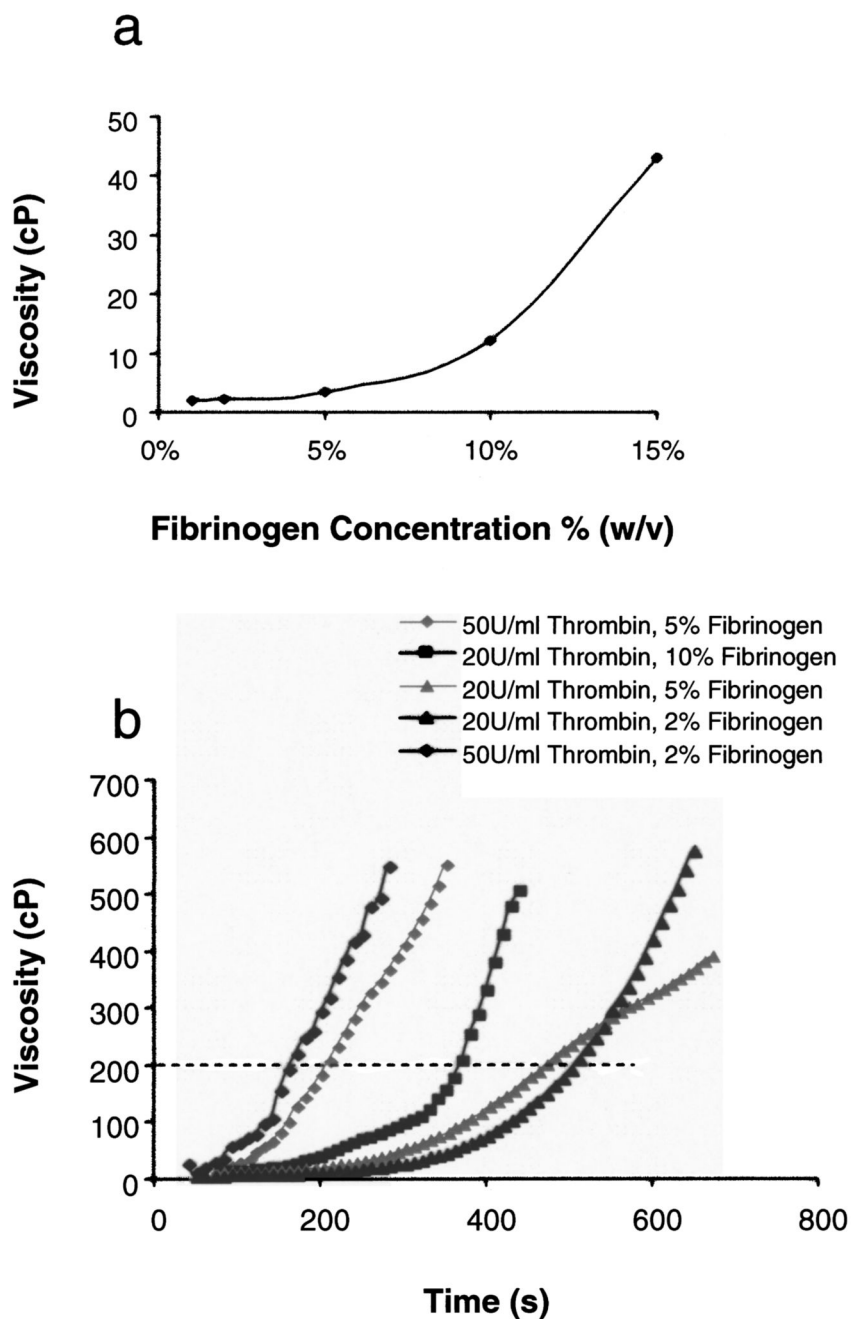 a
50
40
30
20
10
0
Viscosity (cP)
0% 5% 10% 15%
Fibrinogen Concentration % (w/v)
50U/ml Thrombin, 5% Fibrinogen
20U/ml Thrombin, 10% Fibrinogen
20U/ml Thrombin, 5% Fibrinogen
20U/ml Thrombin, 2% Fibrinogen
50U/ml Thrombin, 2% Fibrinogen
b
700
600
500
400
300
200
100
0
Viscosity (cP)
0 200 400 600 800
Time (s)